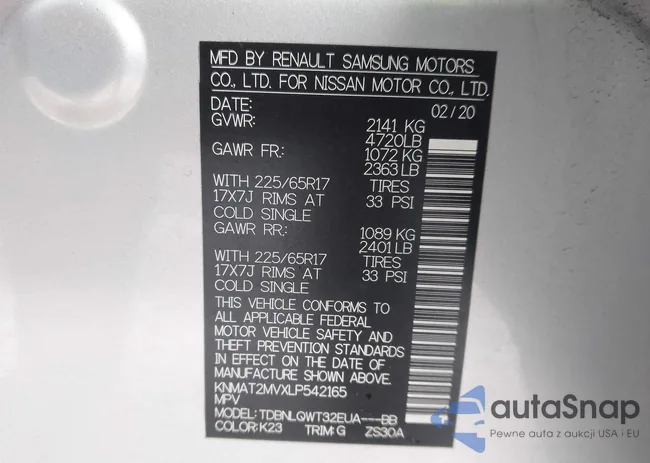 MFD BY RENAULT SAMSUNG MOTORS
CO., LTD. FOR NISSAN MOTOR CO., LTD.
DATE: 02/20
GVWR: 2141 KG
4720LB
GAWR FR.: 1072 KG
2363 LB
WITH 225/65R17 TIRES
17X7J RIMS AT 33 PSI
COLD SINGLE
GAWR RR.: 1089 KG
2401 LB
WITH 225/65R17 TIRES
17X7J RIMS AT 33 PSI
COLD SINGLE
THIS VEHICLE CONFORMS TO
ALL APPLICABLE FEDERAL
MOTOR VEHICLE SAFETY AND
THEFT PREVENTION STANDARDS
IN EFFECT ON THE DATE OF
MANUFACTURE SHOWN ABOVE.
KNMAT2MVXLP542165
MPV
MODEL: TDBNLQWT32EUA---BB
COLOR: K23 TRIM: G ZS30A
autaSnap
Pewne auto z aukcji USA i EU